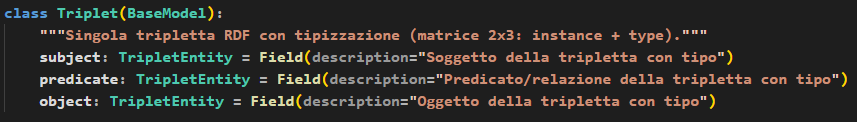 class Triplet(BaseModel):
    """Singola tripletta RDF con tipizzazione (matrice 2x3: instance + type)."""
    subject: TripletEntity = Field(description="Soggetto della tripletta con tipo")
    predicate: TripletEntity = Field(description="Predicato/relazione della tripletta con tipo")
    object: TripletEntity = Field(description="Oggetto della tripletta con tipo")